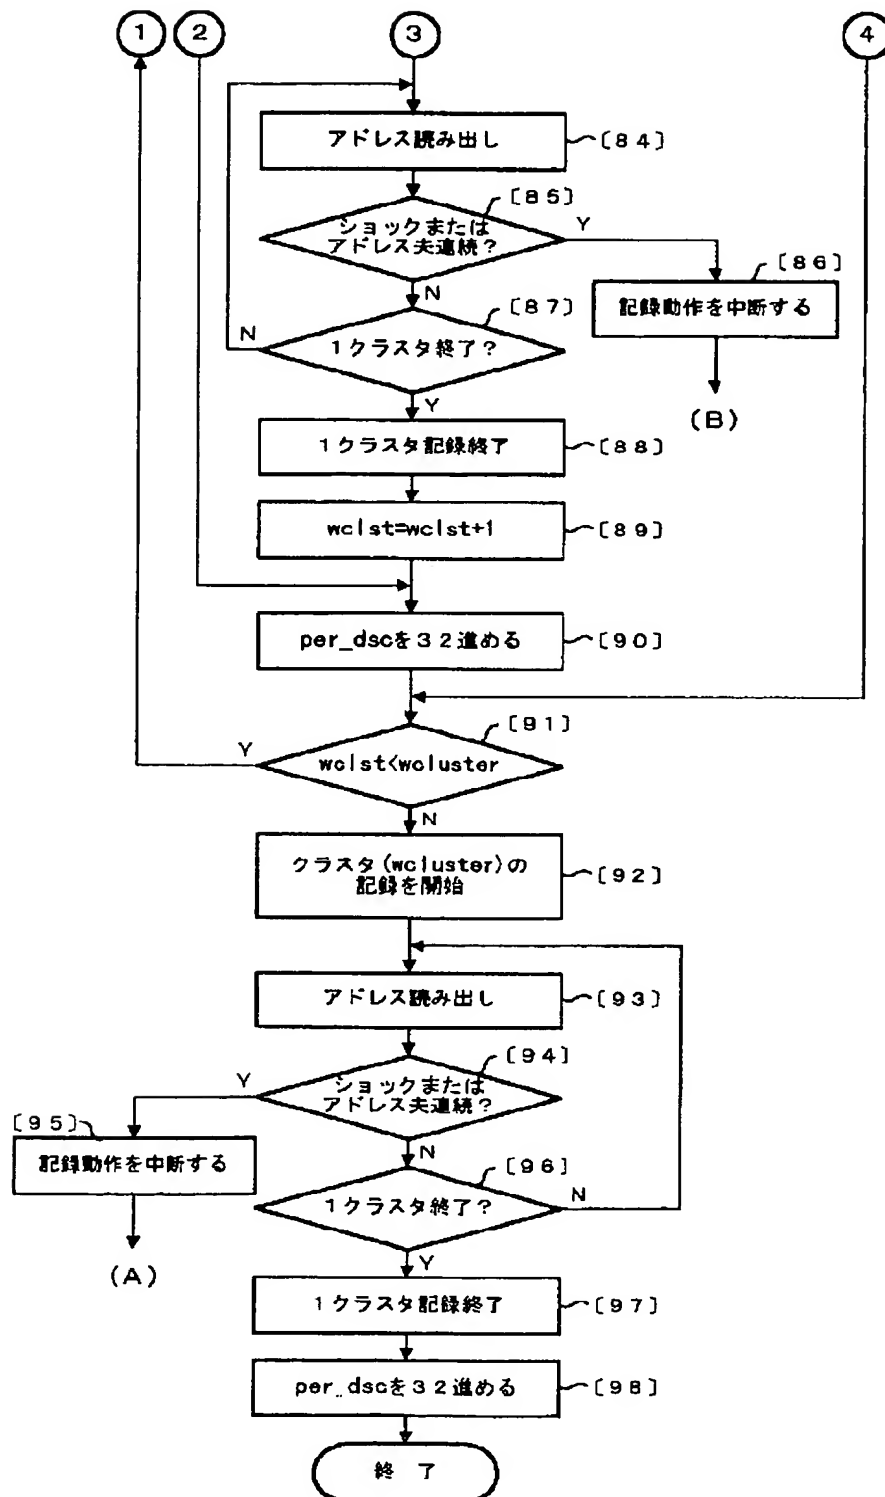 1
2
3
4
アドレス読み出し
〔84〕
〔85〕
ショックまたは
アドレス夫連続？
Y
〔86〕
記録動作を中断する
(B)
N
〔87〕
N
1クラスタ終了？
Y
1クラスタ記録終了
〔88〕
wclst=wclst+1
〔89〕
per_dscを32進める
〔90〕
〔91〕
Y
wclst<wcluster
N
クラスタ(wcluster)の
記録を開始
〔92〕
アドレス読み出し
〔93〕
〔94〕
Y
ショックまたは
アドレス夫連続？
〔95〕
記録動作を中断する
(A)
N
〔96〕
1クラスタ終了？
N
Y
1クラスタ記録終了
〔97〕
per_dscを32進める
〔98〕
終 了